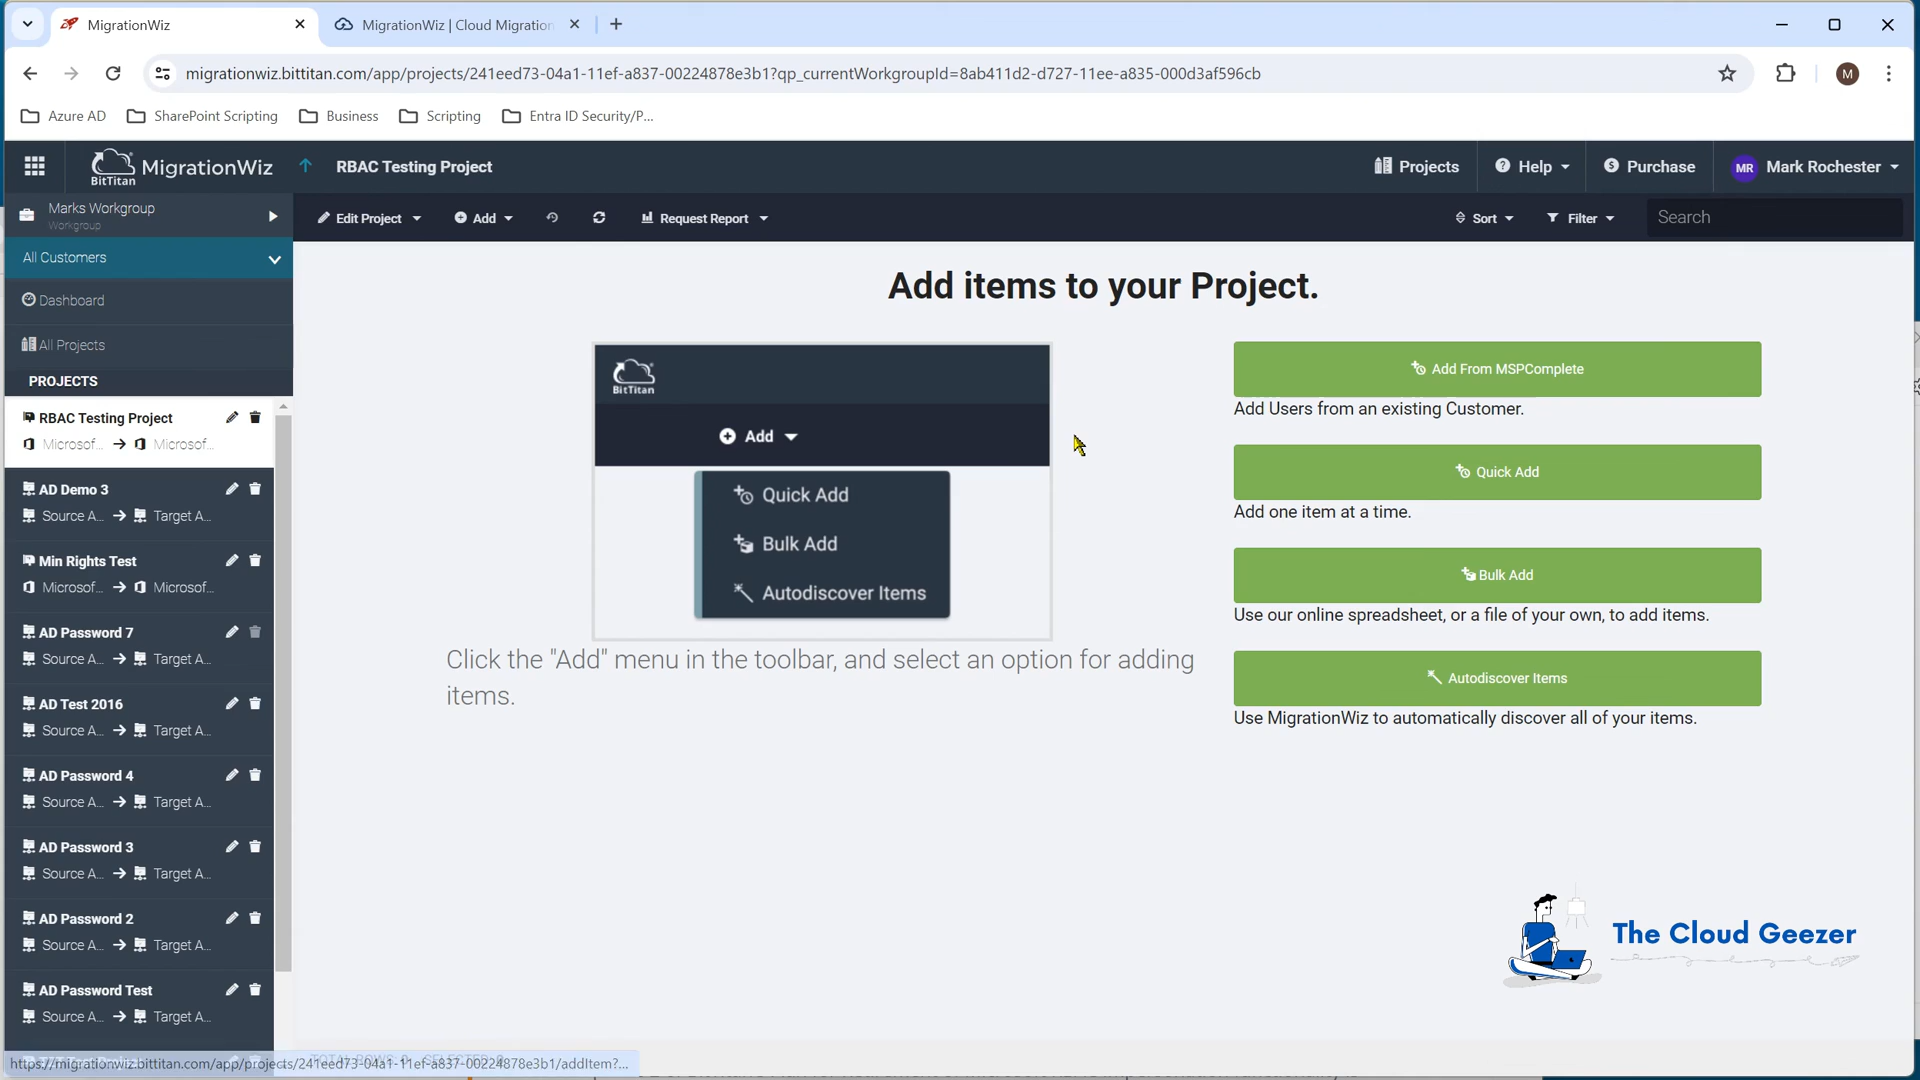 MigrationWiz
MigrationWiz | Cloud Migration
migrationwiz.bittitan.com/app/projects/241eed73-04a1-11ef-a837-00224878e3b1?qp_currentWorkgroupId=8ab411d2-d727-11ee-a835-000d3af596cb
M
Azure AD
SharePoint Scripting
Business
Scripting
Entra ID Security/P...
BitTitan MigrationWiz
RBAC Testing Project
Projects
Help
Purchase
MR Mark Rochester
Marks Workgroup
Workgroup
Edit Project
Add
Request Report
Sort
Filter
Search
All Customers
Dashboard
All Projects
PROJECTS
RBAC Testing Project
Microsof... → Microsof...
AD Demo 3
Source A... → Target A...
Min Rights Test
Microsof... → Microsof...
AD Password 7
Source A... → Target A...
AD Test 2016
Source A... → Target A...
AD Password 4
Source A... → Target A...
AD Password 3
Source A... → Target A...
AD Password 2
Source A... → Target A...
AD Password Test
Source A... → Target A...
Add items to your Project.
BitTitan
Add
Quick Add
Bulk Add
Autodiscover Items
Click the "Add" menu in the toolbar, and select an option for adding
items.
Add From MSPComplete
Add Users from an existing Customer.
Quick Add
Add one item at a time.
Bulk Add
Use our online spreadsheet, or a file of your own, to add items.
Autodiscover Items
Use MigrationWiz to automatically discover all of your items.
The Cloud Geezer
https://migrationwiz.bittitan.com/app/projects/241eed73-04a1-11ef-a837-00224878e3b1/addItem?...